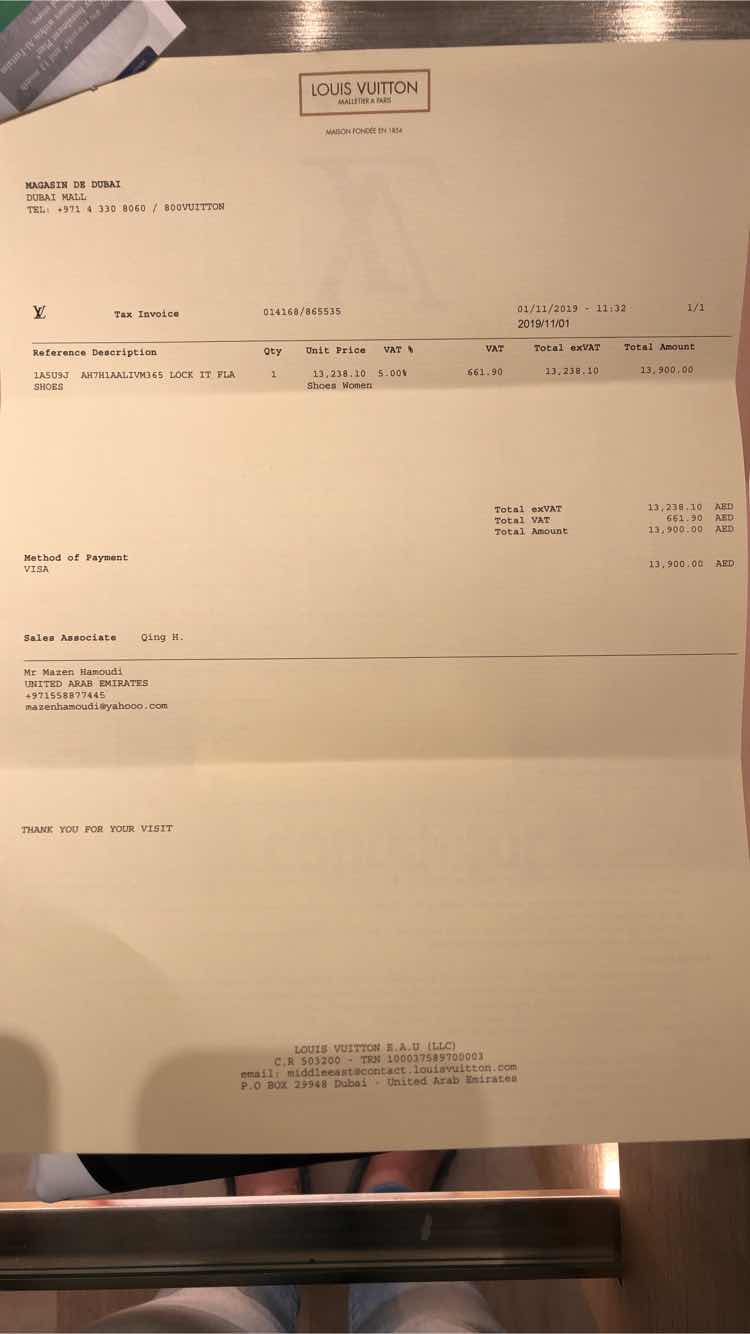 LOUIS VUITTON
MALLETIER A PARIS
MAISON FONDÉE EN 1854
MAGASIN DE DUBAI
DUBAI MALL
TEL: +971 4 330 8060 / 800VUITTON
LV Tax Invoice 014168/865535 01/11/2019 - 11:32 1/1
2019/11/01
Reference Description Qty Unit Price VAT % VAT Total exVAT Total Amount
1A5U9J AH7H1AALIVM365 LOCK IT FLA 1 13,238.10 5.00% 661.90 13,238.10 13,900.00
SHOES Shoes Women
Total exVAT 13,238.10 AED
Total VAT 661.90 AED
Total Amount 13,900.00 AED
Method of Payment
VISA 13,900.00 AED
Sales Associate Qing H.
Mr Mazen Hamoudi
UNITED ARAB EMIRATES
+971558877445
mazenhamoudi@yahooo.com
THANK YOU FOR YOUR VISIT
LOUIS VUITTON E.A.U (LLC)
C.R 503200 - TRN 100037589700003
email: middleeast@contact.louisvuitton.com
P.O BOX 29948 Dubai - United Arab Emirates